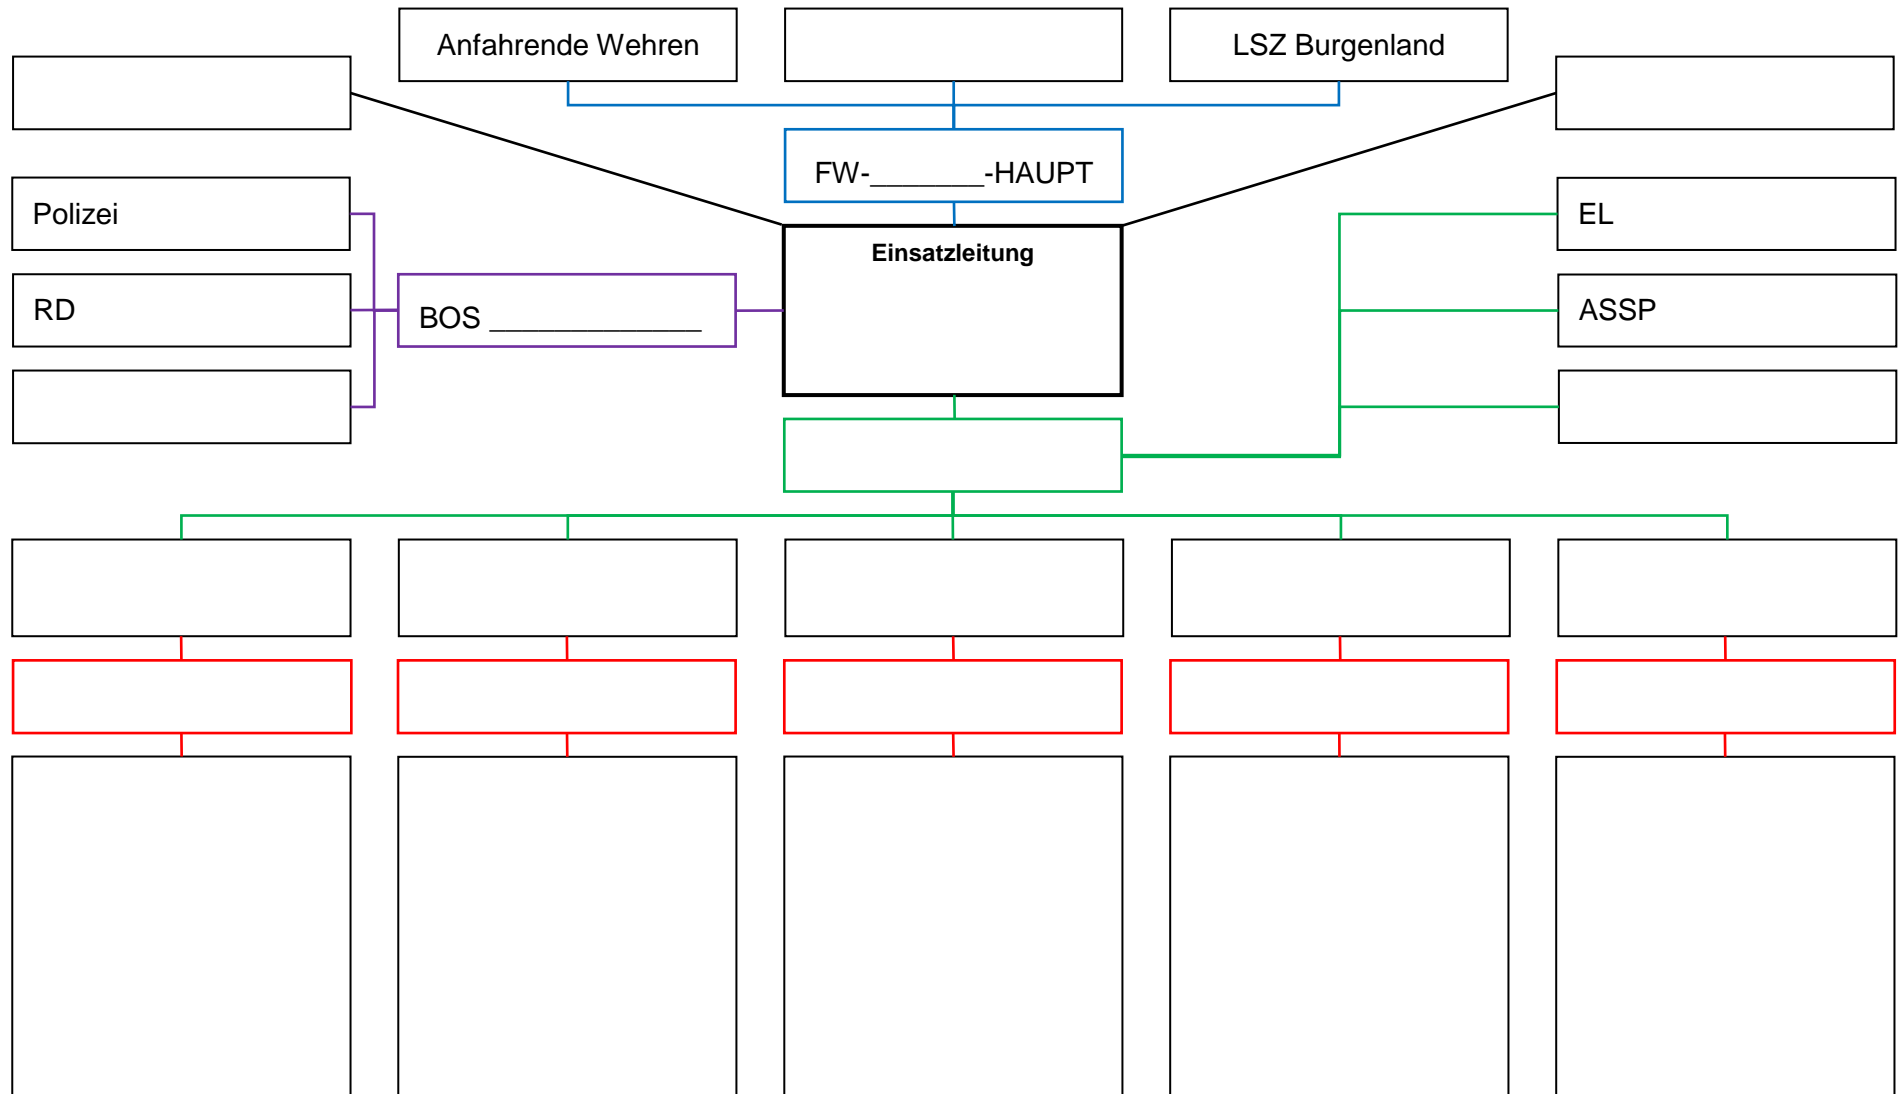 Anfahrende Wehren
LSZ Burgenland
FW-_______-HAUPT
Polizei
EL
Einsatzleitung
RD
BOS _____________
ASSP